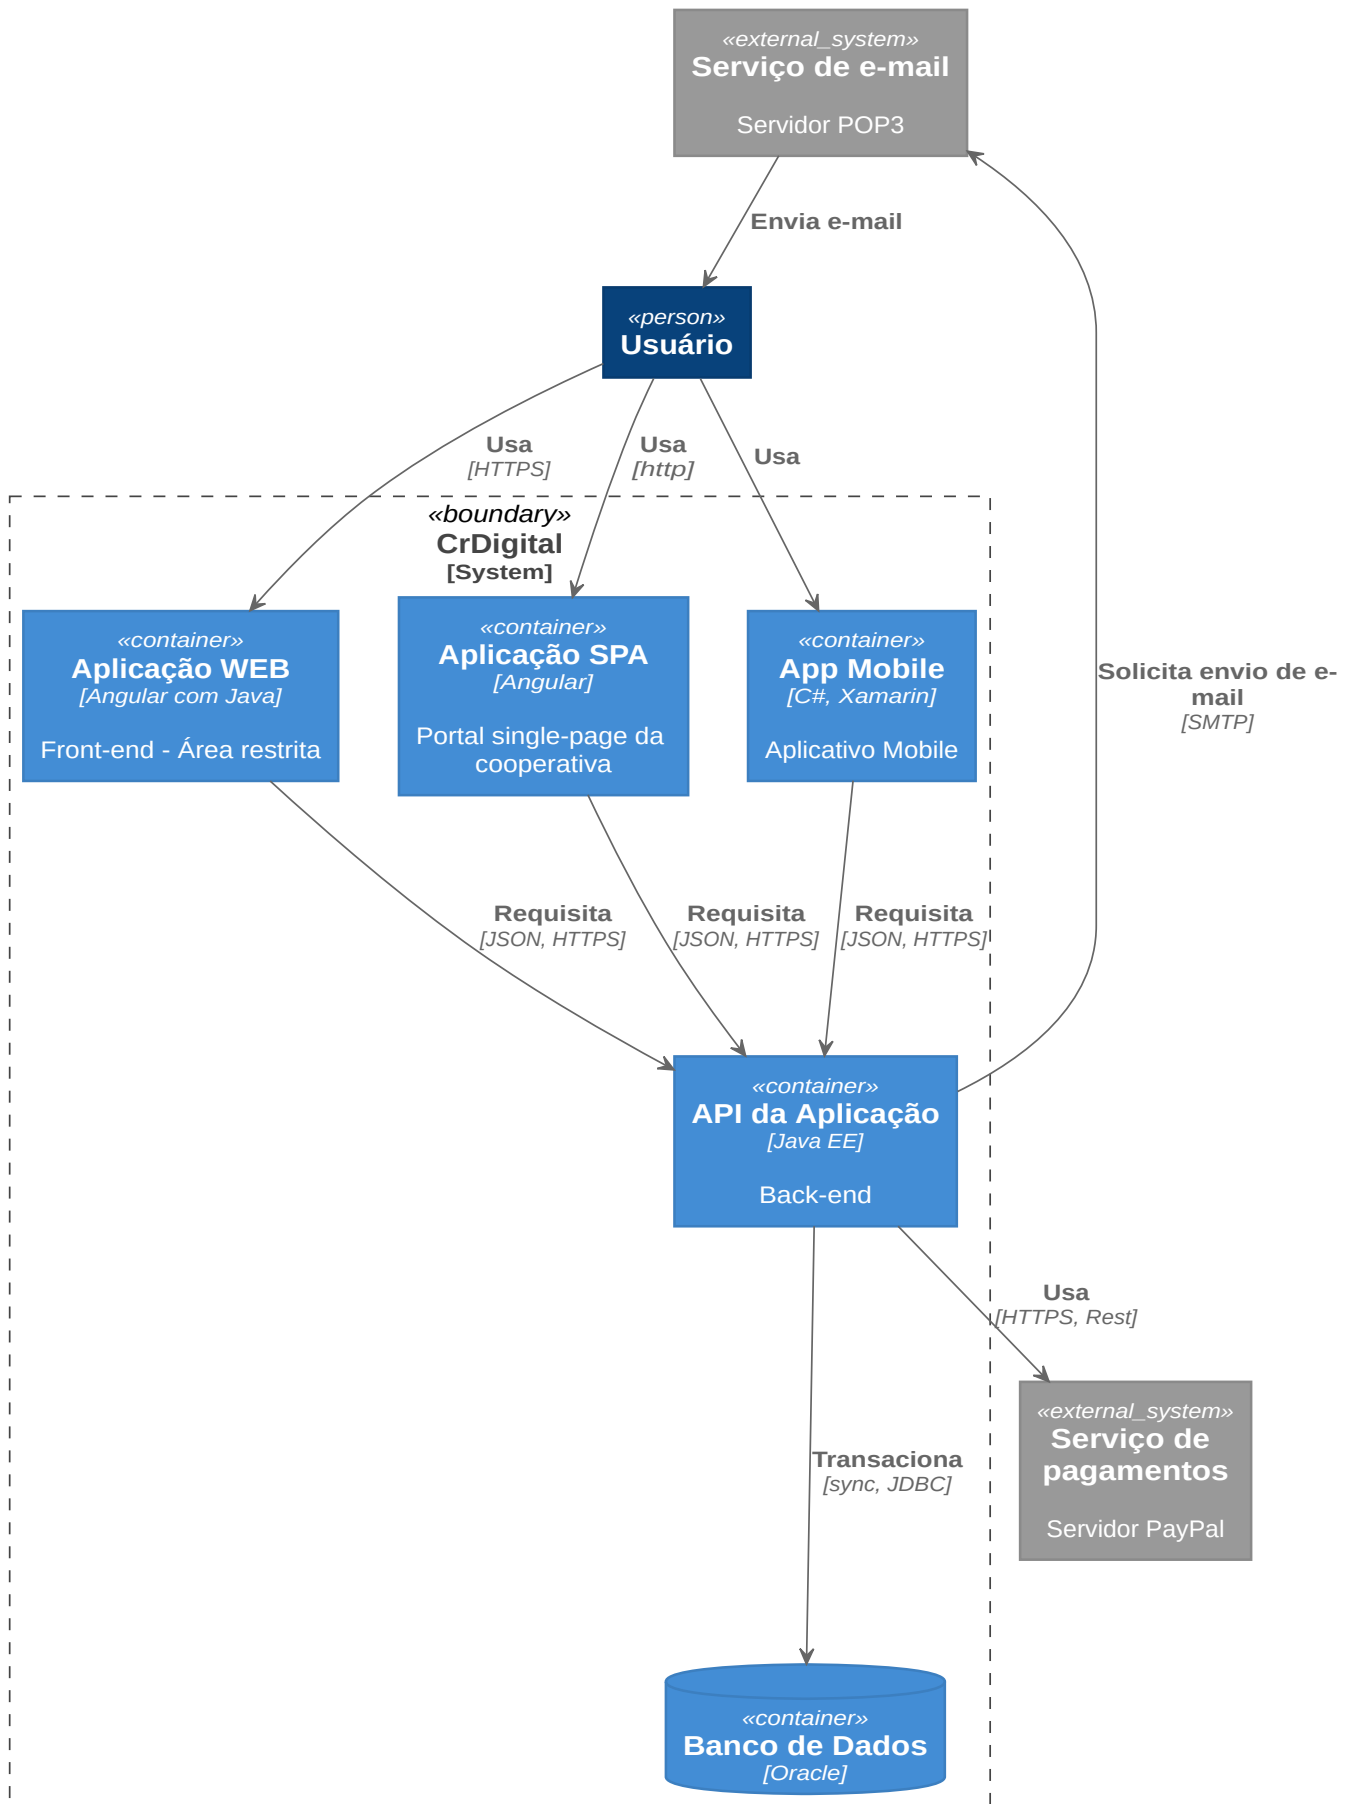 «external_system»
Serviço de e-mail
Servidor POP3
Envia e-mail
«person»
Usuário
Usa
[HTTPS]
Usa
[http]
Usa
«boundary»
CrDigital
[System]
«container»
Aplicação WEB
[Angular com Java]
Front-end - Área restrita
«container»
Aplicação SPA
[Angular]
Portal single-page da
cooperativa
«container»
App Mobile
[C#, Xamarin]
Aplicativo Mobile
Solicita envio de e-
mail
[SMTP]
Requisita
[JSON, HTTPS]
Requisita
[JSON, HTTPS]
Requisita
[JSON, HTTPS]
«container»
API da Aplicação
[Java EE]
Back-end
Usa
[HTTPS, Rest]
Transaciona
[sync, JDBC]
«external_system»
Serviço de
pagamentos
Servidor PayPal
«container»
Banco de Dados
[Oracle]